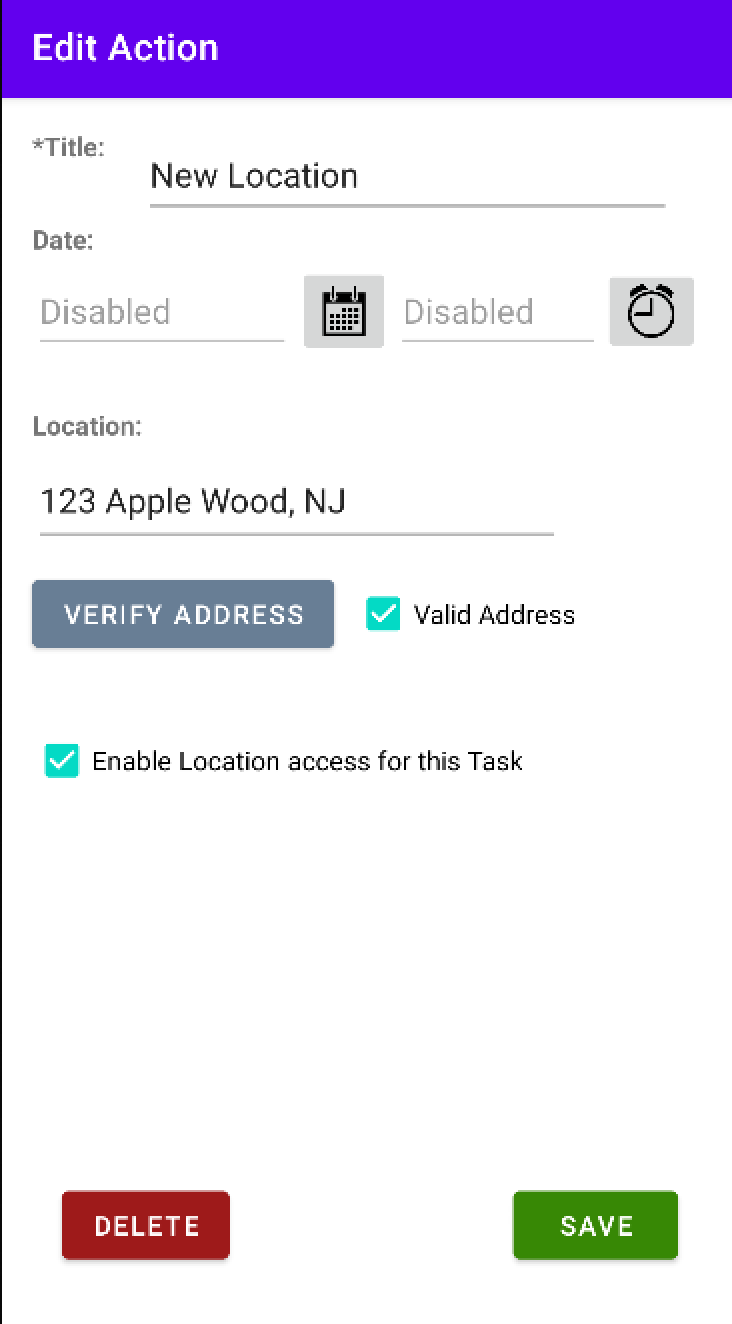 Edit Action
*Title:
New Location
Date:
Disabled Disabled
Location:
123 Apple Wood, NJ
VERIFY ADDRESS Valid Address
Enable Location access for this Task
DELETE SAVE